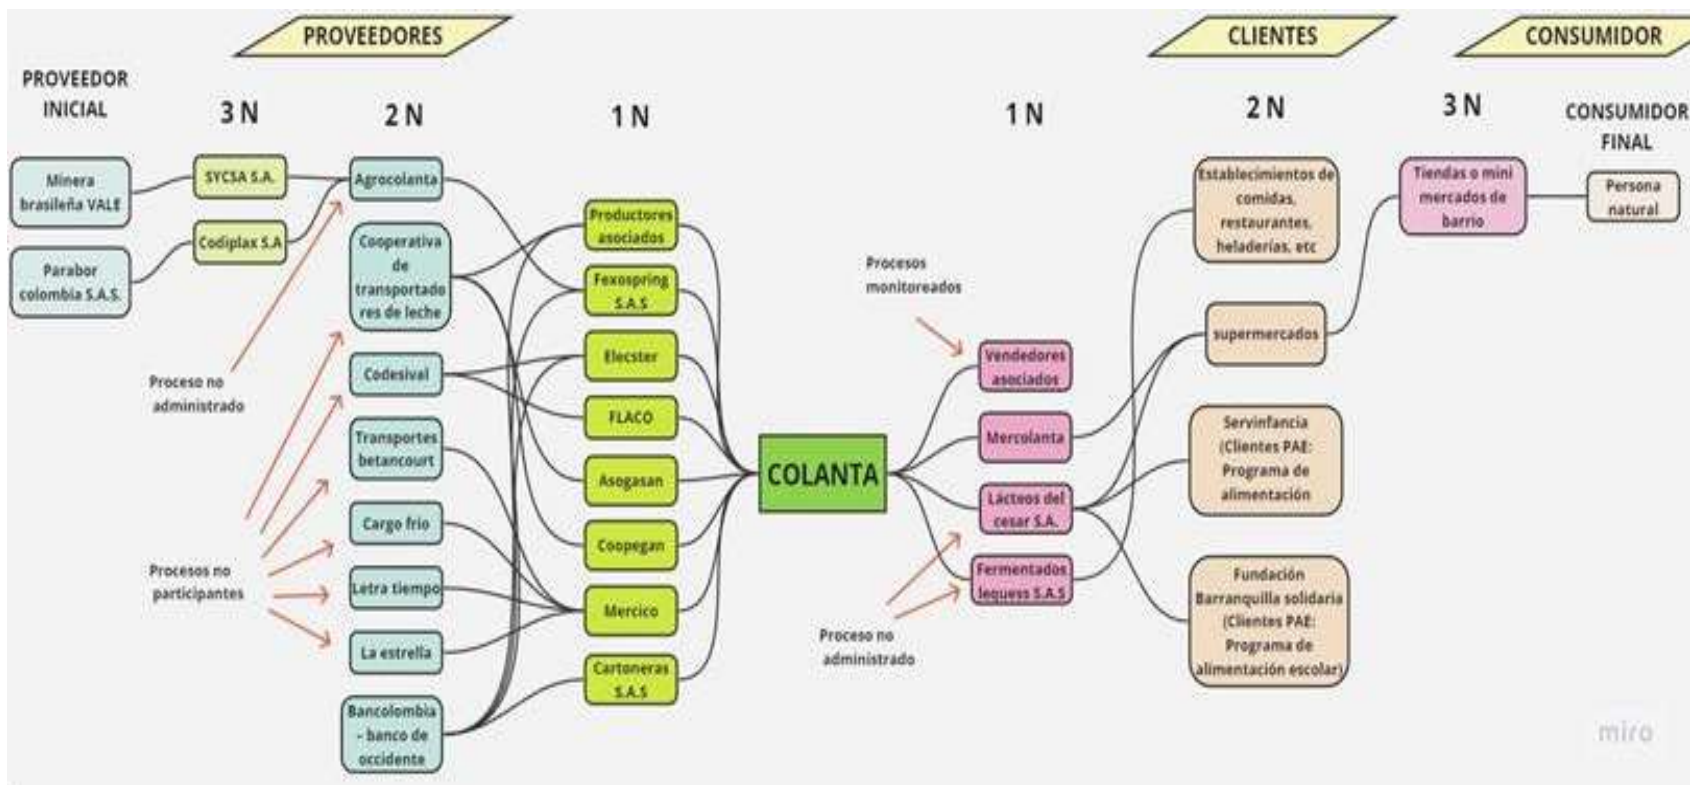 PROVEEDORES
CLIENTES
CONSUMIDOR
PROVEEDOR
INICIAL
3 N
2 N
1 N
1 N
2 N
3 N
CONSUMIDOR
FINAL
Minera
brasileña VALE
Parabor
colombia S.A.S.
SYCSA S.A.
Codiplax S.A
Agrocolanta
Cooperativa
de
transportado
res de leche
Codesival
Transportes
betancourt
Cargo frio
Letra tiempo
La estrella
Bancolombia
- banco de
occidente
Proceso no
administrado
Procesos no
participantes
Productores
asociados
Fexospring
S.A.S
Elecster
FLACO
Asogasan
Coopegan
Mercico
Cartoneras
S.A.S
COLANTA
Procesos
monitoreados
Vendedores
asociados
Mercolanta
Lácteos del
cesar S.A.
Fermentados
lequess S.A.S
Proceso no
administrado
Establecimientos de
comidas,
restaurantes,
heladerías, etc
supermercados
Servinfancia
(Clientes PAE:
Programa de
alimentación
Fundación
Barranquilla solidaria
(Clientes PAE:
Programa de
alimentación escolar)
Tiendas o mini
mercados de
barrio
Persona
natural
miro